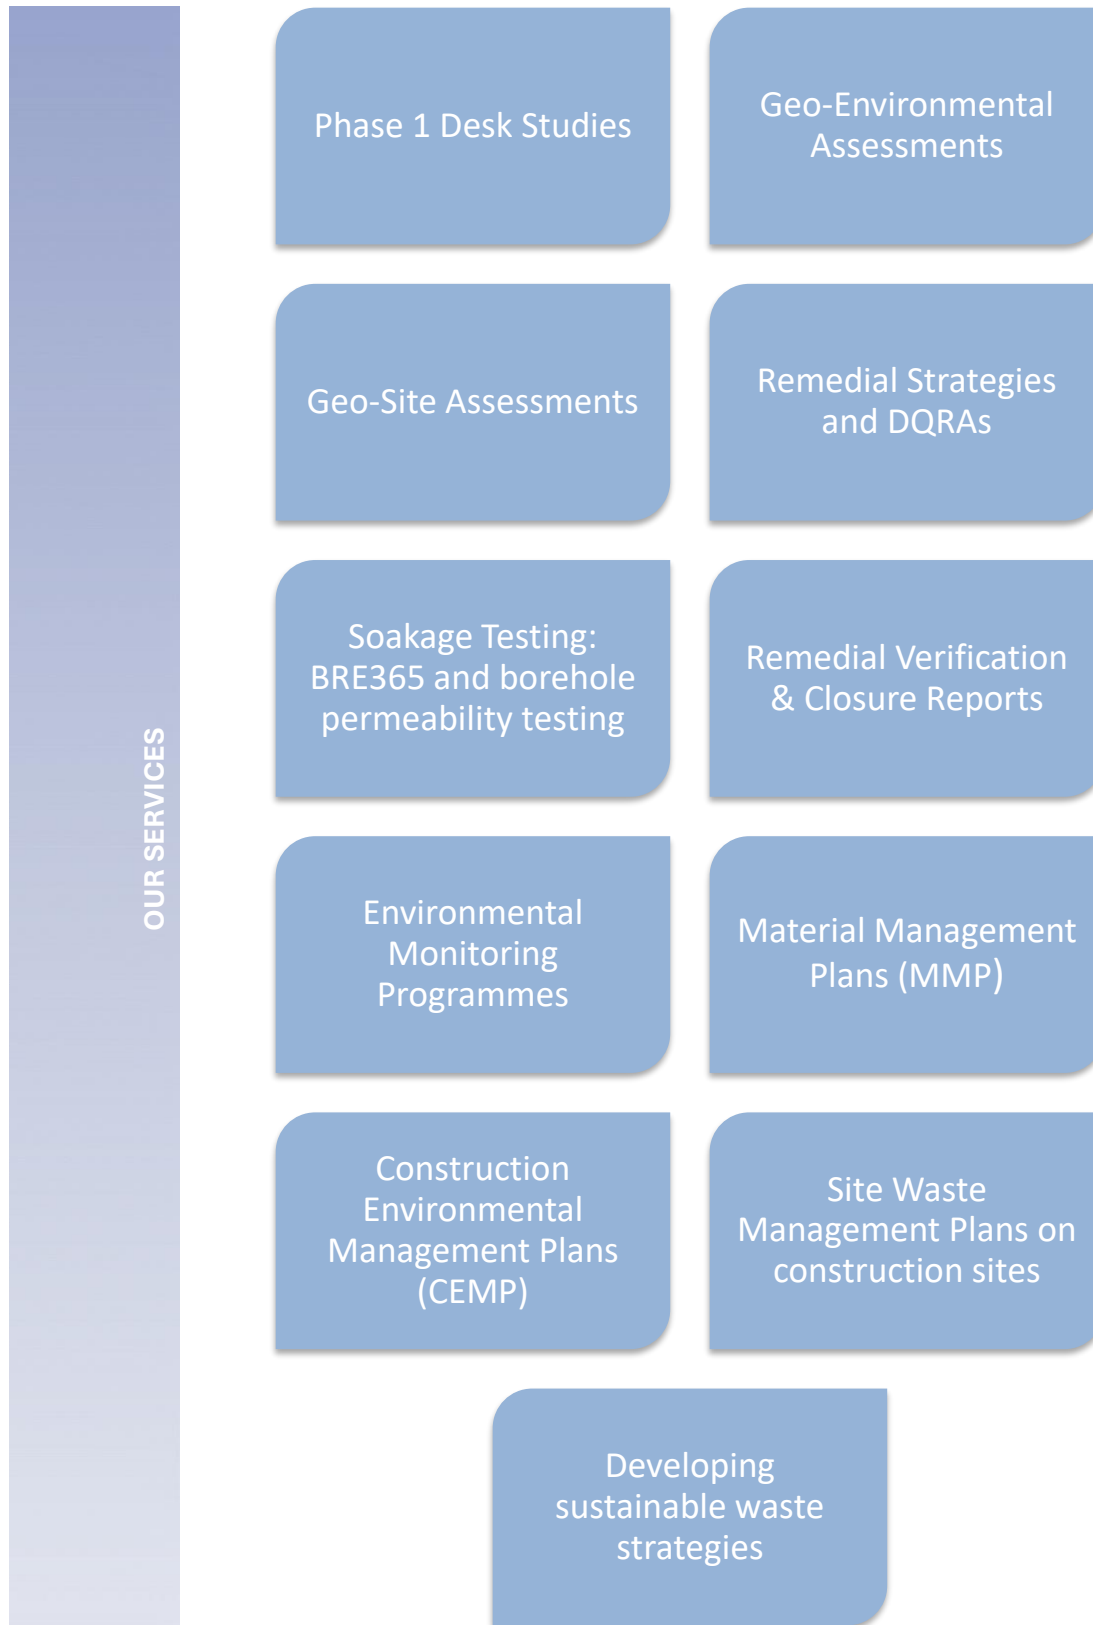 OUR SERVICES
Phase 1 Desk Studies
Geo-Environmental
Assessments
Geo-Site Assessments
Remedial Strategies
and DQRAs
Soakage Testing:
BRE365 and borehole
permeability testing
Remedial Verification
& Closure Reports
Environmental
Monitoring
Programmes
Material Management
Plans (MMP)
Construction
Environmental
Management Plans
(CEMP)
Site Waste
Management Plans on
construction sites
Developing
sustainable waste
strategies